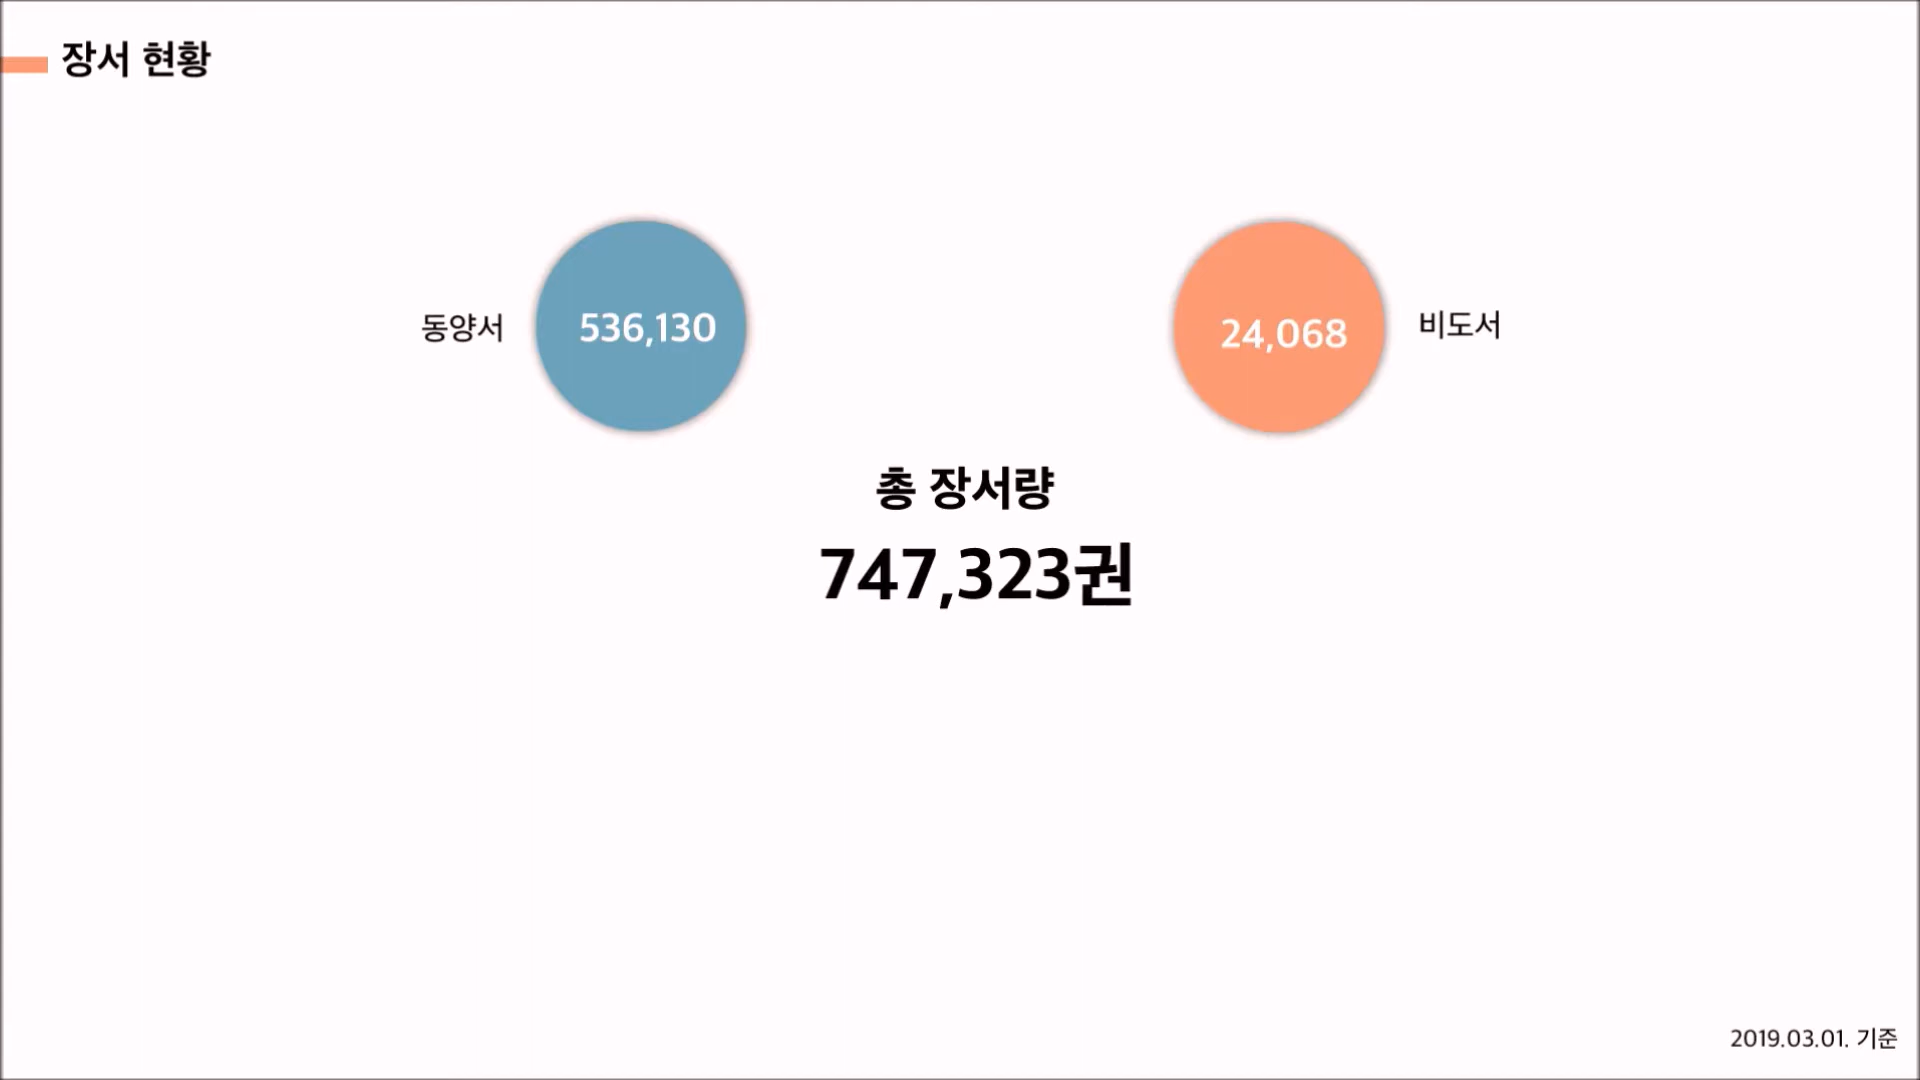 장서 현황
동양서
536,130
24,068
비도서
총 장서량
747,323권
2019.03.01. 기준